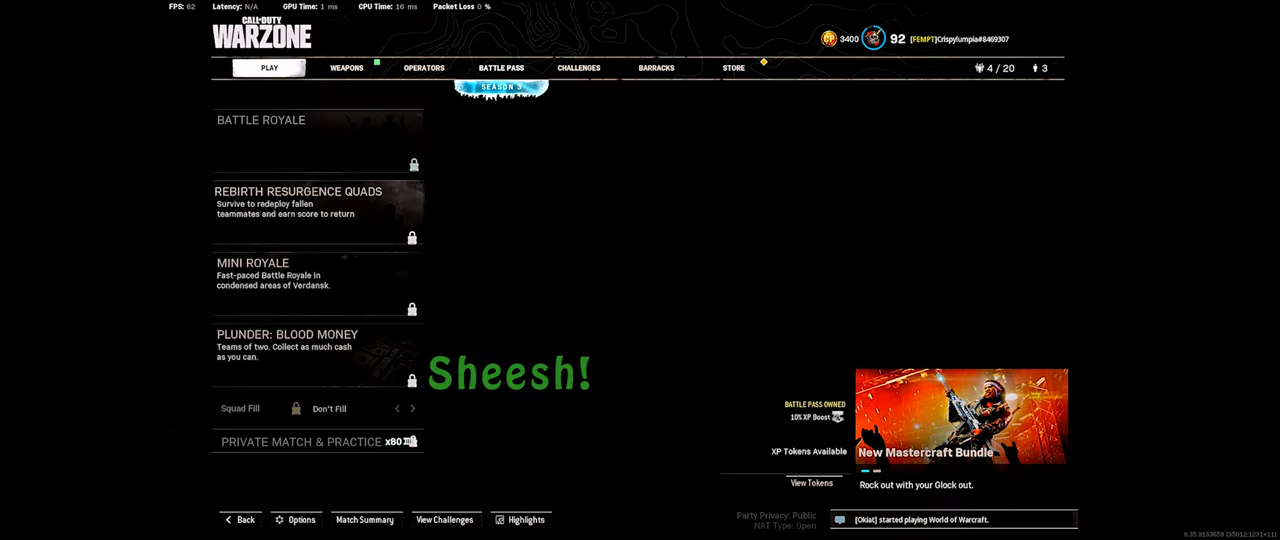 FPS: 62 Latency: N/A GPU Time: 1 ms CPU Time: 16 ms Packet Loss 0 %
CALL OF DUTY
WARZONE
3400 92 [FEMPT]Crispylumpia#8469307
PLAY WEAPONS OPERATORS BATTLE PASS CHALLENGES BARRACKS STORE 4 / 20 3
SEASON 3
BATTLE ROYALE
REBIRTH RESURGENCE QUADS
Survive to redeploy fallen
teammates and earn score to return
MINI ROYALE
Fast-paced Battle Royale in
condensed areas of Verdansk.
PLUNDER: BLOOD MONEY
Teams of two. Collect as much cash
as you can.
Sheesh!
Squad Fill Don't Fill
PRIVATE MATCH & PRACTICE x80
BATTLE PASS OWNED
10% XP Boost
XP Tokens Available
View Tokens
New Mastercraft Bundle
Rock out with your Glock out.
Back Options Match Summary View Challenges Highlights
Party Privacy: Public
NAT Type: Open
[Okiat] started playing World of Warcraft.